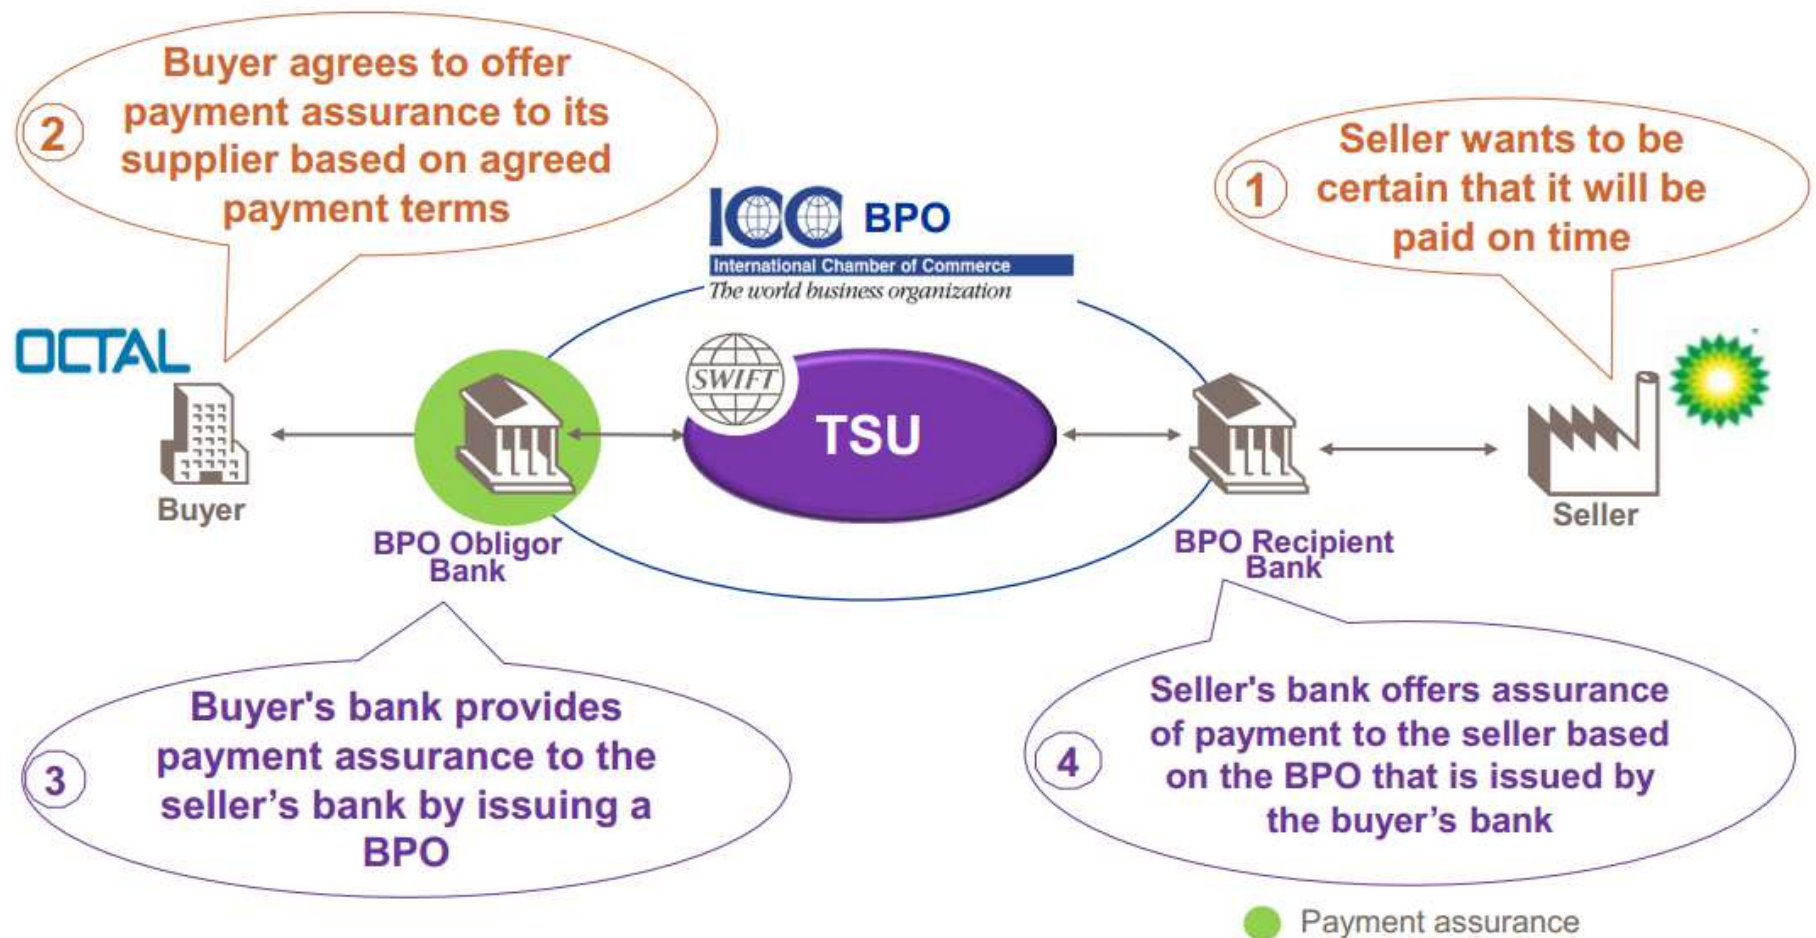 2
Buyer agrees to offer
payment assurance to its
supplier based on agreed
payment terms
1
Seller wants to be
certain that it will be
paid on time
ICC BPO
International Chamber of Commerce
The world business organization
OCTAL
SWIFT
TSU
Buyer
BPO Obligor
Bank
BPO Recipient
Bank
Seller
3
Buyer's bank provides
payment assurance to the
seller’s bank by issuing a
BPO
4
Seller's bank offers assurance
of payment to the seller based
on the BPO that is issued by
the buyer’s bank
Payment assurance